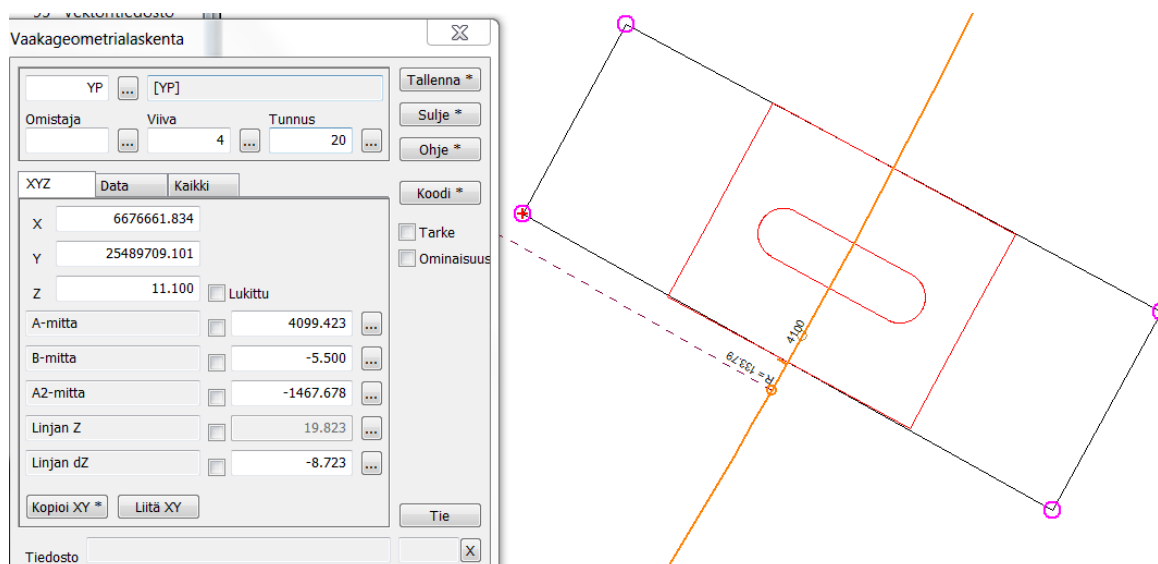 Vaakageometrialaskenta
YP ... [YP]
Tallenna *
Omistaja Viiva Tunnus
Sulje *
... 4 ... 20 ...
Ohje *
XYZ Data Kaikki
Koodi *
X 6676661.834
Tarke
Y 25489709.101
Ominaisuus
Z 11.100 Lukittu
A-mitta 4099.423 ...
B-mitta -5.500 ...
A2-mitta -1467.678 ...
Linjan Z 19.823 ...
Linjan dZ -8.723 ...
Kopioi XY * Liitä XY
Tie
Tiedosto X
4100
R = 133.79